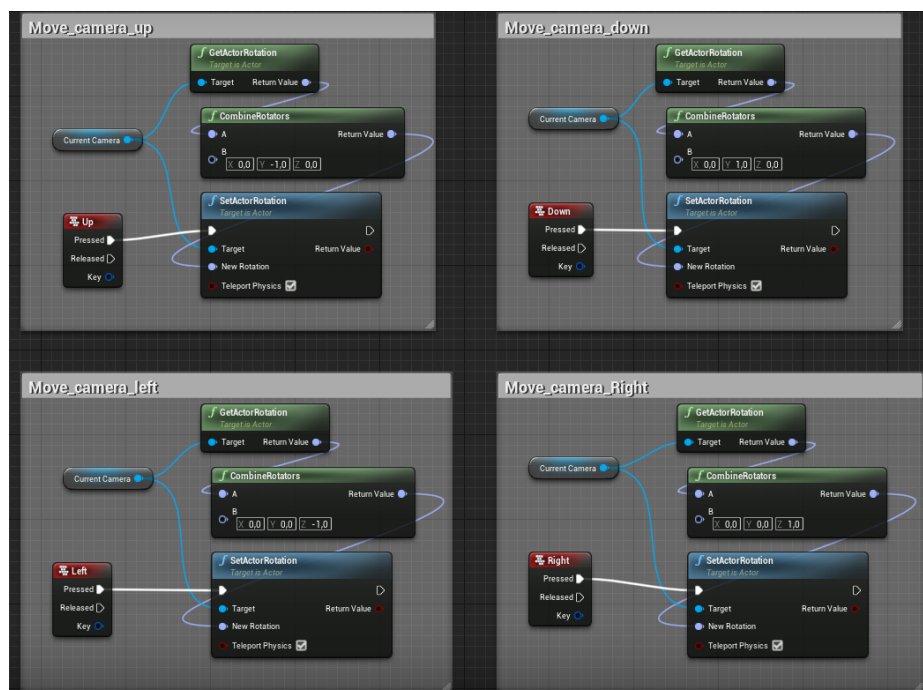 Move_camera_up
f GetActorRotation
Target is Actor
Target Return Value
f CombineRotators
A Return Value
B
X 0,0 Y -1,0 Z 0,0
Current Camera
f SetActorRotation
Target is Actor
Up
Pressed
Released
Key
Target Return Value
New Rotation
Teleport Physics
Move_camera_down
f GetActorRotation
Target is Actor
Target Return Value
f CombineRotators
A Return Value
B
X 0,0 Y 1,0 Z 0,0
Current Camera
f SetActorRotation
Target is Actor
Down
Pressed
Released
Key
Target Return Value
New Rotation
Teleport Physics
Move_camera_left
f GetActorRotation
Target is Actor
Target Return Value
f CombineRotators
A Return Value
B
X 0,0 Y 0,0 Z -1,0
Current Camera
f SetActorRotation
Target is Actor
Left
Pressed
Released
Key
Target Return Value
New Rotation
Teleport Physics
Move_camera_Right
f GetActorRotation
Target is Actor
Target Return Value
f CombineRotators
A Return Value
B
X 0,0 Y 0,0 Z 1,0
Current Camera
f SetActorRotation
Target is Actor
Right
Pressed
Released
Key
Target Return Value
New Rotation
Teleport Physics